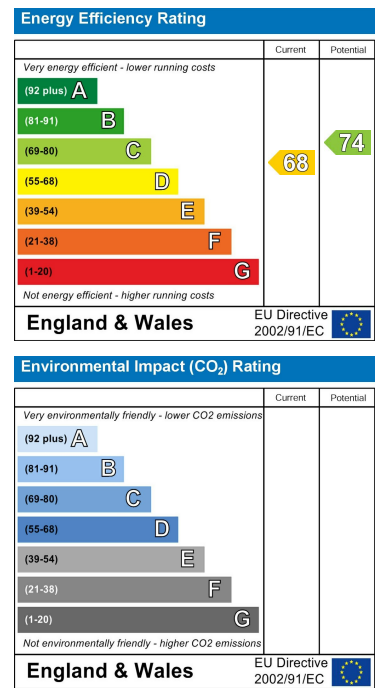 Energy Efficiency Rating
Current Potential
Very energy efficient - lower running costs
(92 plus) A
(81-91) B
(69-80) C
(55-68) D
(39-54) E
(21-38) F
(1-20) G
68
74
Not energy efficient - higher running costs
England & Wales
EU Directive
2002/91/EC
Environmental Impact (CO₂) Rating
Current Potential
Very environmentally friendly - lower CO2 emissions
(92 plus) A
(81-91) B
(69-80) C
(55-68) D
(39-54) E
(21-38) F
(1-20) G
Not environmentally friendly - higher CO2 emissions
England & Wales
EU Directive
2002/91/EC